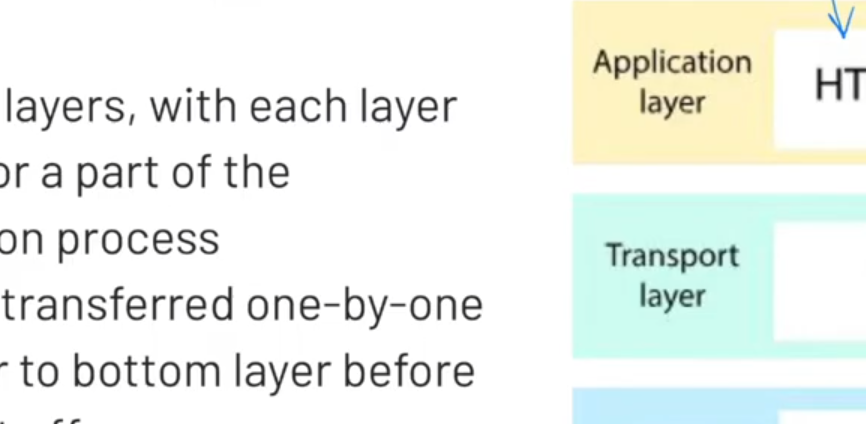 layers, with each layer
or a part of the
on process
transferred one-by-one
r to bottom layer before
Application
layer
HT
Transport
layer